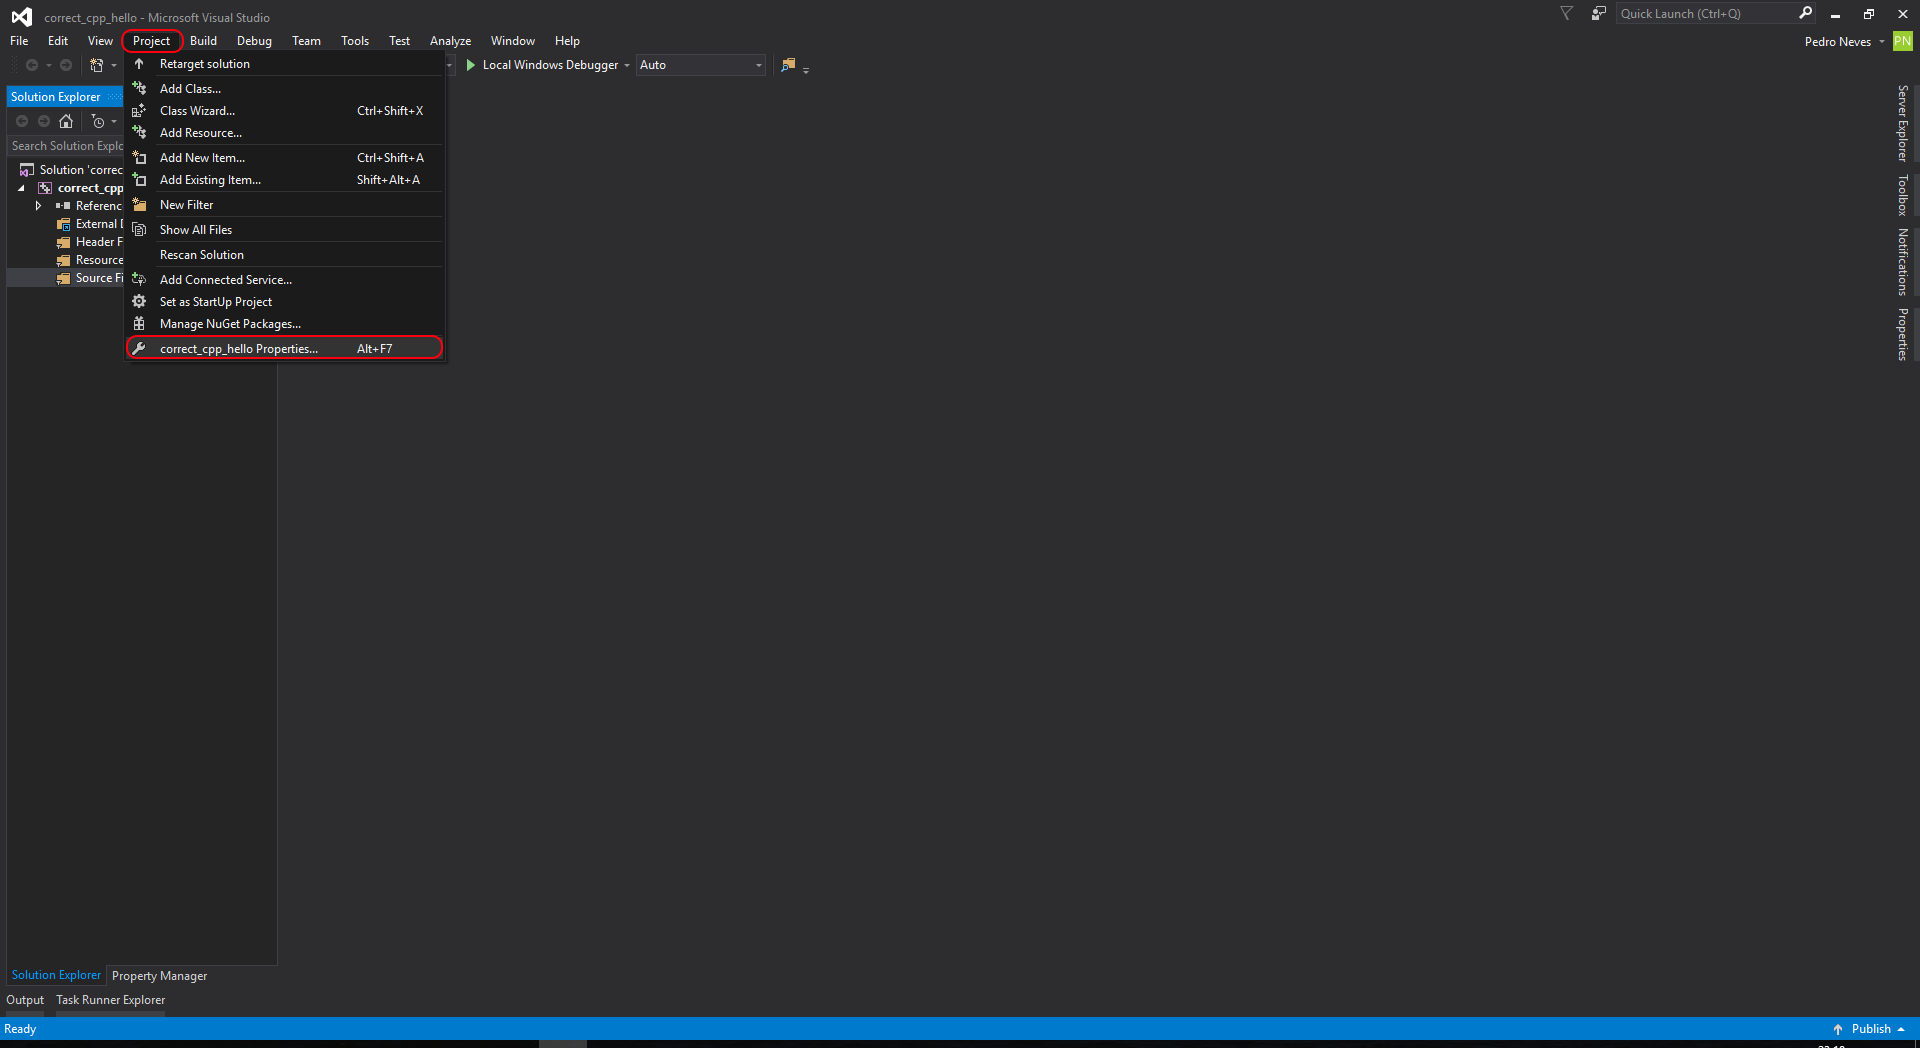 correct_cpp_hello - Microsoft Visual Studio
Quick Launch (Ctrl+Q)
File Edit View Project Build Debug Team Tools Test Analyze Window Help
Pedro Neves PN
Local Windows Debugger Auto
Retarget solution
Add Class...
Class Wizard... Ctrl+Shift+X
Add Resource...
Add New Item... Ctrl+Shift+A
Add Existing Item... Shift+Alt+A
New Filter
Show All Files
Rescan Solution
Add Connected Service...
Set as StartUp Project
Manage NuGet Packages...
correct_cpp_hello Properties... Alt+F7
Solution Explorer
Search Solution Explo
Solution 'correc
correct_cpp
Referenc
External
Header F
Resource
Source Fi
Server Explorer
Toolbox
Notifications
Properties
Solution Explorer Property Manager
Output Task Runner Explorer
Ready
Publish